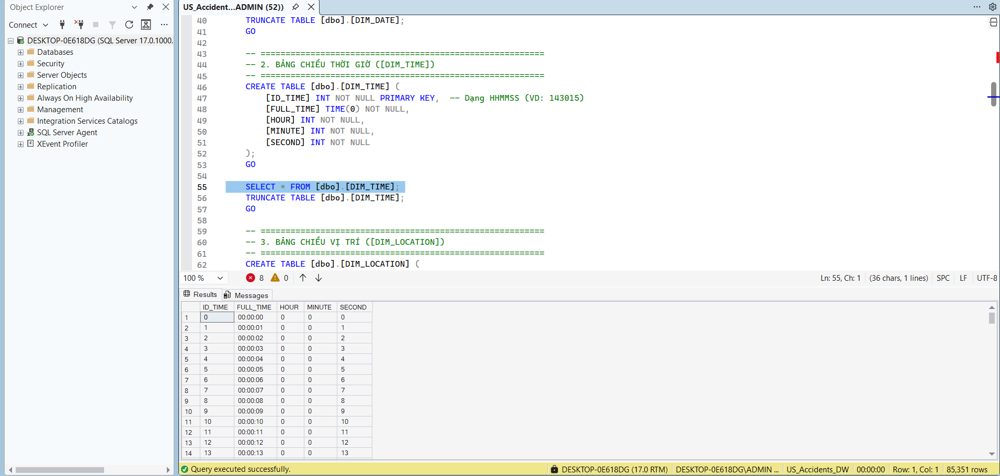 Object Explorer
Connect
DESKTOP-0E618DG (SQL Server 17.0.1000.
Databases
Security
Server Objects
Replication
Always On High Availability
Management
Integration Services Catalogs
SQL Server Agent
XEvent Profiler
US_Accident...ADMIN (52))
40 TRUNCATE TABLE [dbo].[DIM_DATE];
41 GO
42
43 -- =========================================================
44 -- 2. BẢNG CHIỀU THỜI GIỜ ([DIM_TIME])
45 -- =========================================================
46 CREATE TABLE [dbo].[DIM_TIME] (
47 [ID_TIME] INT NOT NULL PRIMARY KEY, -- Dạng HHMMSS (VD: 143015)
48 [FULL_TIME] TIME(0) NOT NULL,
49 [HOUR] INT NOT NULL,
50 [MINUTE] INT NOT NULL,
51 [SECOND] INT NOT NULL
52 );
53 GO
54
55 SELECT * FROM [dbo].[DIM_TIME];
56 TRUNCATE TABLE [dbo].[DIM_TIME];
57 GO
58
59 -- =========================================================
60 -- 3. BẢNG CHIỀU VỊ TRÍ ([DIM_LOCATION])
61 -- =========================================================
62 CREATE TABLE [dbo].[DIM_LOCATION] (
100 % 8 0 Ln: 55, Ch: 1 (36 chars, 1 lines) SPC LF UTF-8
Results Messages
ID_TIME FULL_TIME HOUR MINUTE SECOND
1 0 00:00:00 0 0 0
2 1 00:00:01 0 0 1
3 2 00:00:02 0 0 2
4 3 00:00:03 0 0 3
5 4 00:00:04 0 0 4
6 5 00:00:05 0 0 5
7 6 00:00:06 0 0 6
8 7 00:00:07 0 0 7
9 8 00:00:08 0 0 8
10 9 00:00:09 0 0 9
11 10 00:00:10 0 0 10
12 11 00:00:11 0 0 11
13 12 00:00:12 0 0 12
14 13 00:00:13 0 0 13
Query executed successfully. DESKTOP-0E618DG (17.0 RTM) DESKTOP-0E618DG\ADMIN ... US_Accidents_DW 00:00:00 Row: 1, Col: 1 85,351 rows